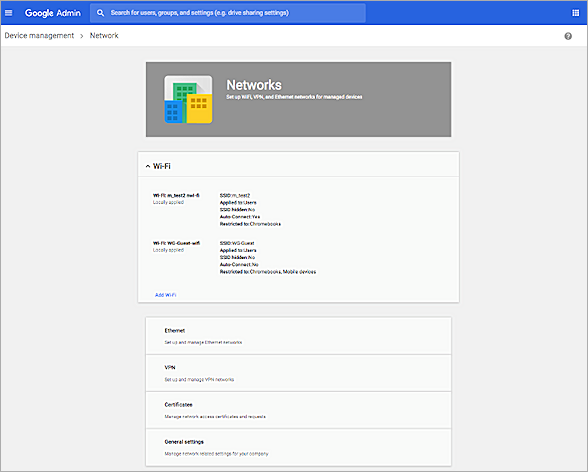 Google Admin
Search for users, groups, and settings (e.g. drive sharing settings)
Device management > Network
Networks
Set up WiFi, VPN, and Ethernet networks for managed devices
Wi-Fi
Wi-Fi: m_test2 nwl-fi
Locally applied
SSID:m_test2
Applied to:Users
SSID hidden:No
Auto-Connect:Yes
Restricted to:Chromebooks
Wi-Fi: WG-Guest-wifi
Locally applied
SSID:WG-Guest
Applied to:Users
SSID hidden:No
Auto-Connect:No
Restricted to:Chromebooks, Mobile devices
Add Wi-Fi
Ethernet
Set up and manage Ethernet networks
VPN
Set up and manage VPN networks
Certificates
Manage network access certificates and requests
General settings
Manage network related settings for your company